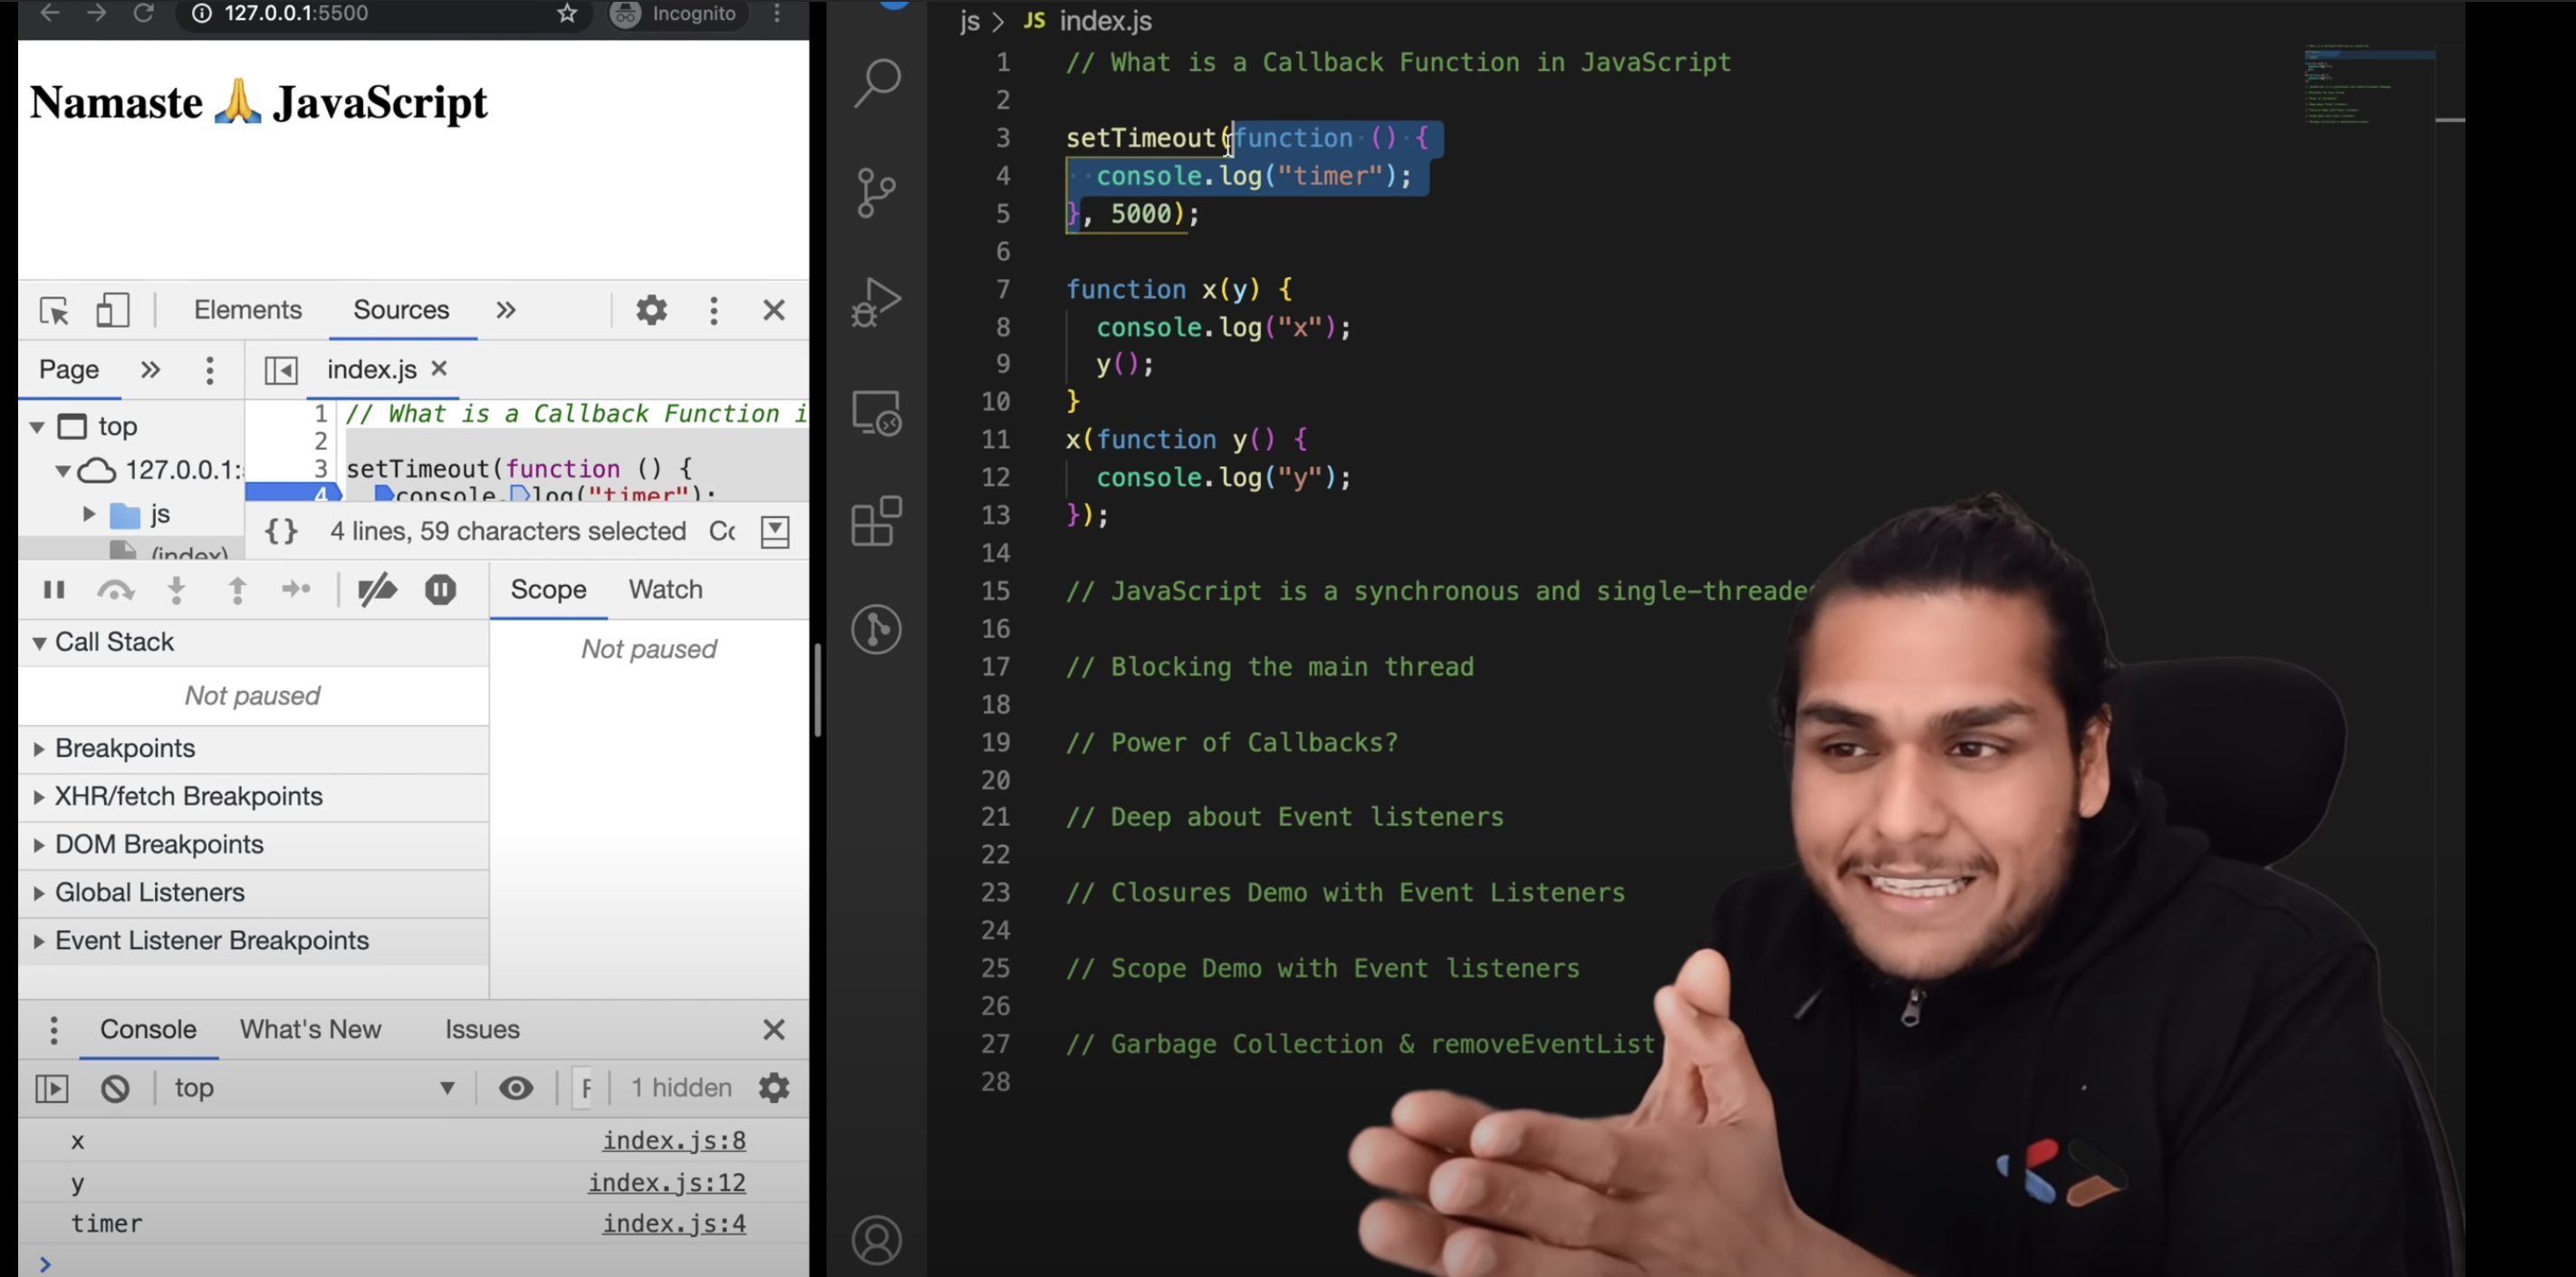 127.0.0.1:5500
Incognito
Namaste 🙏 JavaScript
Elements
Sources
Page
index.js
top
127.0.0.1:
js
(index)
1 // What is a Callback Function i
2
3 setTimeout(function () {
4 console.log("timer");
{} 4 lines, 59 characters selected
Scope
Watch
Call Stack
Not paused
Not paused
Breakpoints
XHR/fetch Breakpoints
DOM Breakpoints
Global Listeners
Event Listener Breakpoints
Console
What's New
Issues
top
1 hidden
x index.js:8
y index.js:12
timer index.js:4
js > JS index.js
1 // What is a Callback Function in JavaScript
2
3 setTimeout(function () {
4 console.log("timer");
5 }, 5000);
6
7 function x(y) {
8 console.log("x");
9 y();
10 }
11 x(function y() {
12 console.log("y");
13 });
14
15 // JavaScript is a synchronous and single-threaded
16
17 // Blocking the main thread
18
19 // Power of Callbacks?
20
21 // Deep about Event listeners
22
23 // Closures Demo with Event Listeners
24
25 // Scope Demo with Event listeners
26
27 // Garbage Collection & removeEventList
28